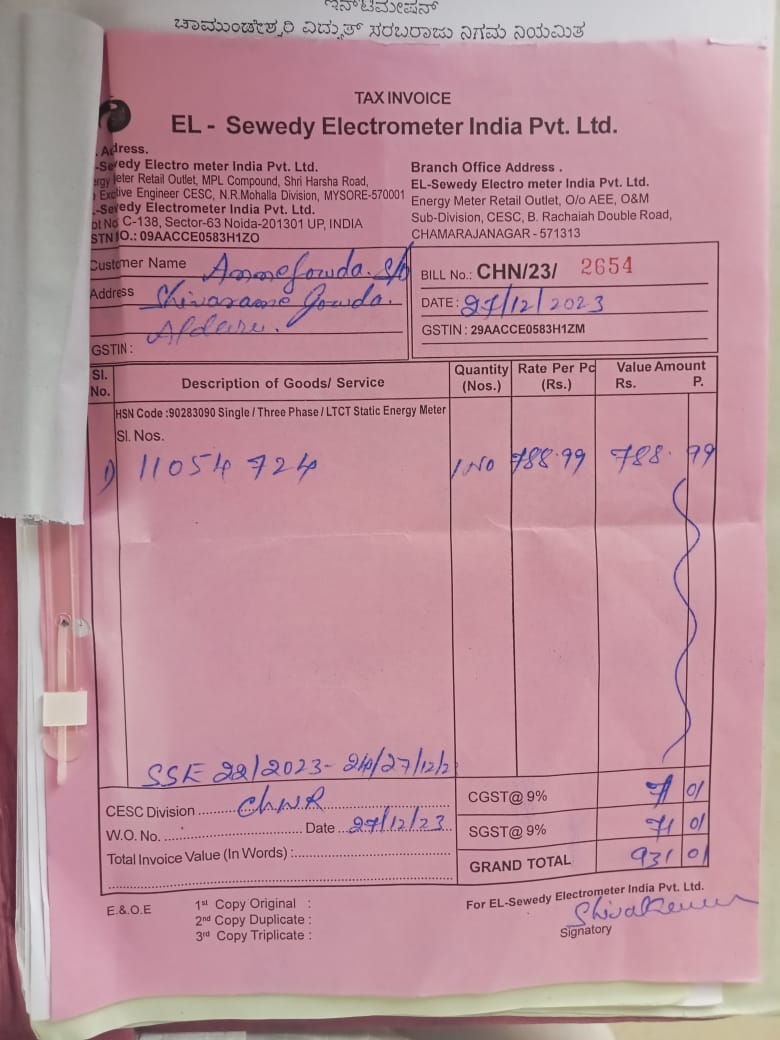 ಇನ್‌ಟಿಮೇಷನ್
ಚಾಮುಂಡೇಶ್ವರಿ ವಿದ್ಯುತ್ ಸರಬರಾಜು ನಿಗಮ ನಿಯಮಿತ
TAX INVOICE
EL - Sewedy Electrometer India Pvt. Ltd.
Adress.
-Sewedy Electro meter India Pvt. Ltd.
Meter Retail Outlet, MPL Compound, Shri Harsha Road,
Engineer CESC, N.R.Mohalla Division, MYSORE-570001
.-Sewedy Electrometer Pvt. Ltd.
C-138, Sector-63 Noida-201301 UP, INDIA
STN NO.: 09AACCE0583H1ZO
Branch Office Address .
EL-Sewedy Electro meter India Pvt. Ltd.
Energy Meter Retail Outlet, O/o AEE, O&M
Sub-Division, CESC, B. Rachaiah Double Road,
CHAMARAJANAGAR - 571313
Customer Name S/o
Address Gowda.
GSTIN :
BILL No.: CHN/23/ 2654
DATE : 27/12/2023
GSTIN : 29AACCE0583H1ZM
Sl. No. Description of Goods/ Service Quantity (Nos.) Rate Per Pc (Rs.) Value Amount Rs. P.
HSN Code :90283090 Single / Three Phase / LTCT Static Energy Meter
Sl. Nos.
1) 11054724 1 No 788.99 788. 99
CESC Division CHNR
W.O. No. Date 27/12/23
Total Invoice Value (In Words) :
CGST@ 9% 71 01
SGST@ 9% 71 01
GRAND TOTAL 931 01
E.& O.E
1st Copy Original :
2nd Copy Duplicate :
3rd Copy Triplicate :
For EL-Sewedy Electrometer India Pvt. Ltd.
Signatory